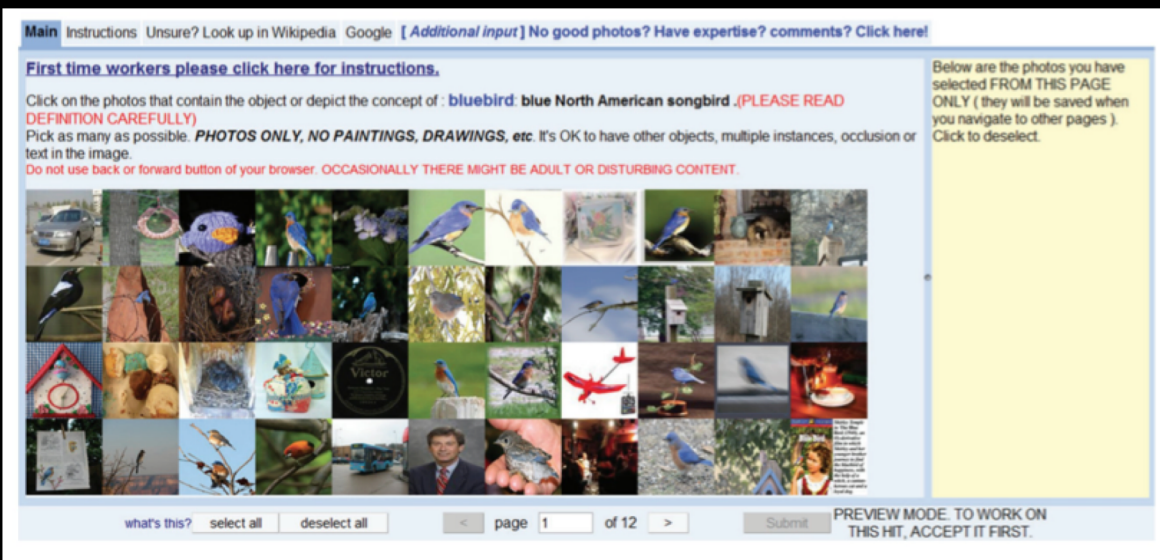 Main Instructions Unsure? Look up in Wikipedia Google [ Additional input ] No good photos? Have expertise? comments? Click here!
First time workers please click here for instructions.
Click on the photos that contain the object or depict the concept of : bluebird: blue North American songbird .(PLEASE READ
DEFINITION CAREFULLY)
Pick as many as possible. PHOTOS ONLY, NO PAINTINGS, DRAWINGS, etc. It's OK to have other objects, multiple instances, occlusion or
text in the image.
Do not use back or forward button of your browser. OCCASIONALLY THERE MIGHT BE ADULT OR DISTURBING CONTENT.
Below are the photos you have
selected FROM THIS PAGE
ONLY ( they will be saved when
you navigate to other pages ).
Click to deselect.
Victor
what's this? select all deselect all < page 1 of 12 > Submit
PREVIEW MODE. TO WORK ON
THIS HIT, ACCEPT IT FIRST.